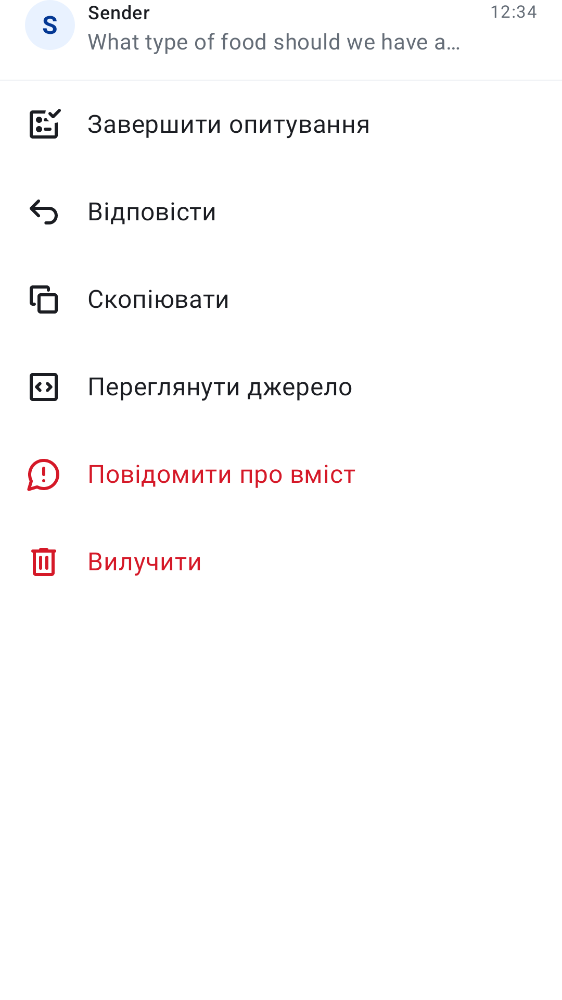 S
Sender
12:34
What type of food should we have a…
Завершити опитування
Відповісти
Скопіювати
Переглянути джерело
Повідомити про вміст
Вилучити